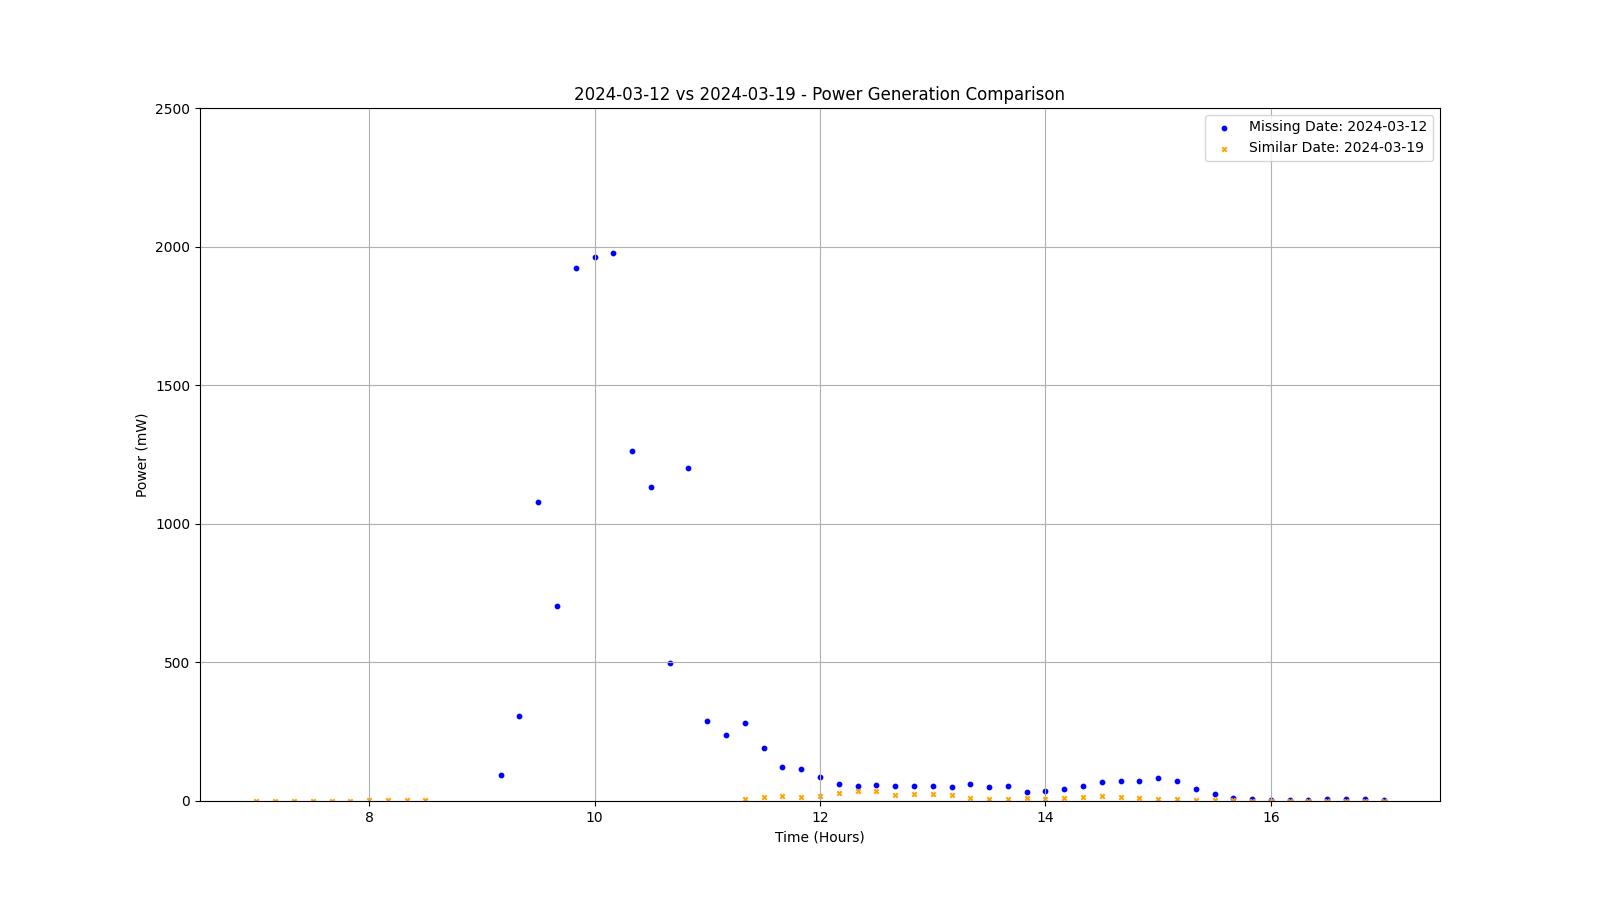 2024-03-12 vs 2024-03-19 - Power Generation Comparison
2500
2000
1500
1000
500
0
Power (mW)
Missing Date: 2024-03-12
Similar Date: 2024-03-19
8 10 12 14 16
Time (Hours)